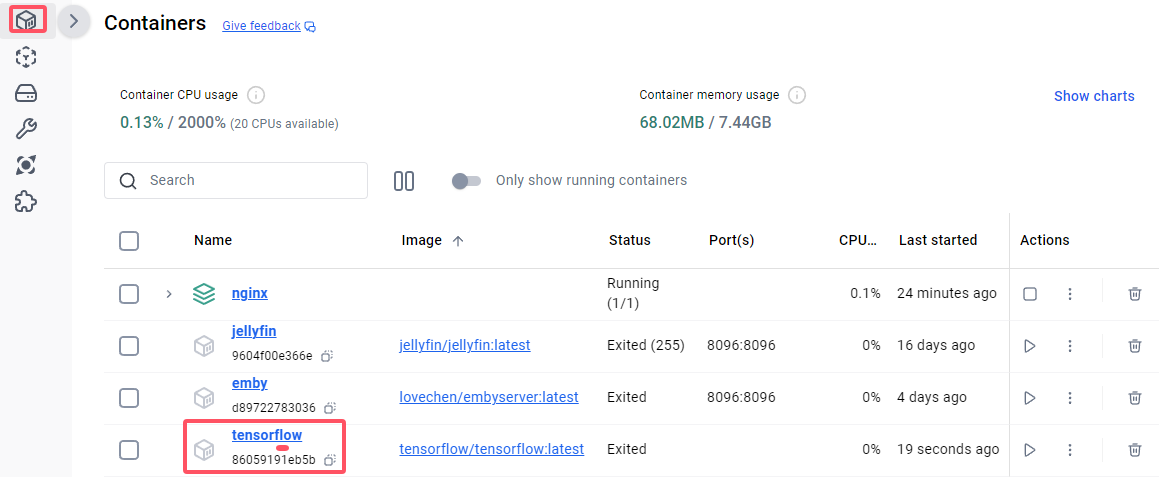 Containers Give feedback
Container CPU usage
0.13% / 2000% (20 CPUs available)
Container memory usage
68.02MB / 7.44GB
Show charts
Search
Only show running containers
Name Image Status Port(s) CPU... Last started Actions
nginx Running (1/1) 0.1% 24 minutes ago
jellyfin
9604f00e366e jellyfin/jellyfin:latest Exited (255) 8096:8096 0% 16 days ago
emby
d89722783036 lovechen/embyserver:latest Exited 8096:8096 0% 4 days ago
tensorflow
86059191eb5b tensorflow/tensorflow:latest Exited 0% 19 seconds ago